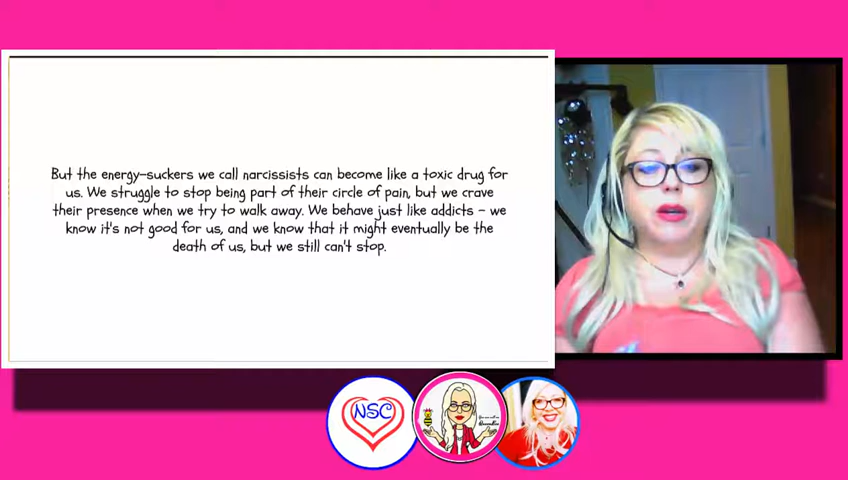 But the energy-suckers we call narcissists can become like a toxic drug for
us. We struggle to stop being part of their circle of pain, but we crave
their presence when we try to walk away. We behave just like addicts - we
know it's not good for us, and we know that it might eventually be the
death of us, but we still can't stop.
NSC